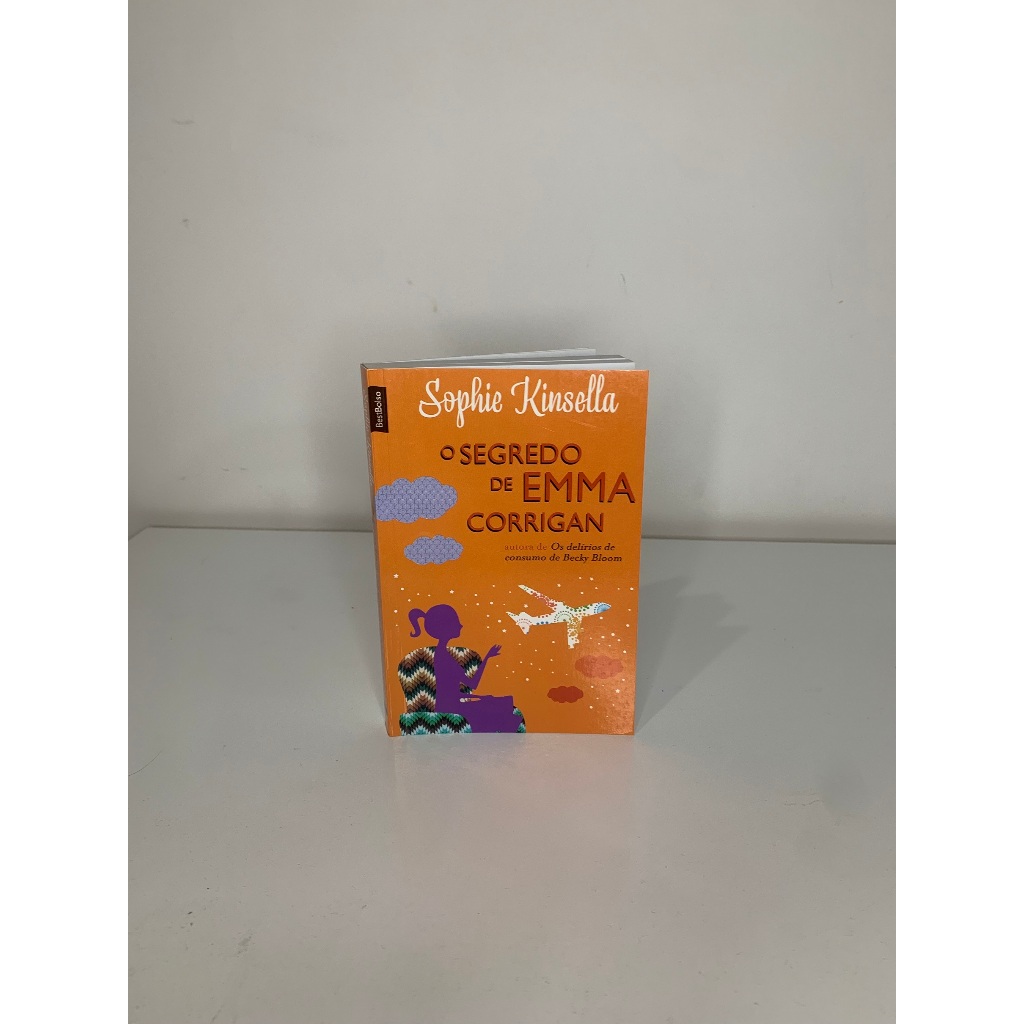 BestBolso
Sophie Kinsella
O SEGREDO
DE EMMA
CORRIGAN
autora de Os delírios de
consumo de Becky Bloom